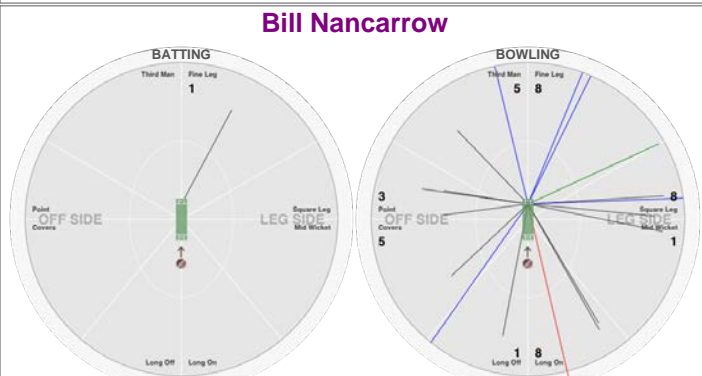 Bill Nancarrow
BATTING
Third Man Fine Leg
1
Point
OFF SIDE
Covers
Square Leg
LEG SIDE
Mid Wicket
Long Off Long On
BOWLING
Third Man Fine Leg
5 8
3
Point
OFF SIDE
Covers
5
8
Square Leg
LEG SIDE
Mid Wicket
1
1 8
Long Off Long On